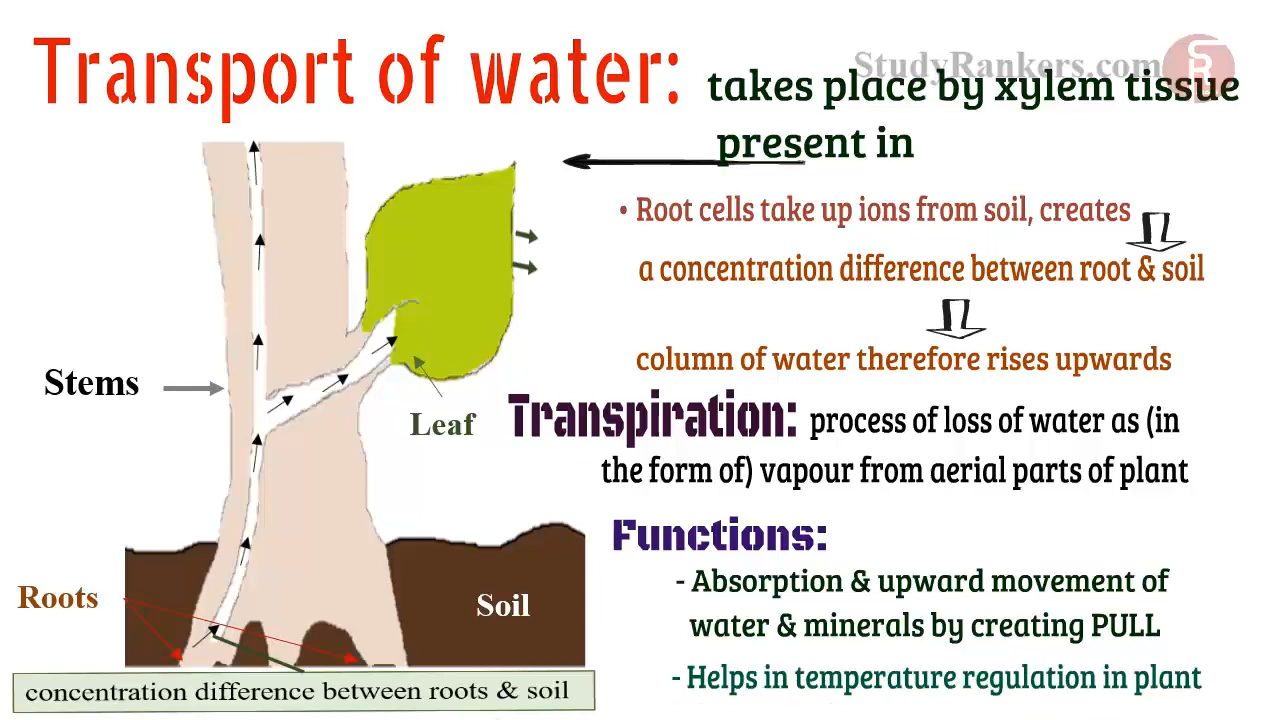 Transport of water: takes place by xylem tissue
present in
StudyRankers.com
SR
• Root cells take up ions from soil, creates
a concentration difference between root & soil
column of water therefore rises upwards
Stems
Leaf
Transpiration: process of loss of water as (in
the form of) vapour from aerial parts of plant
Functions:
- Absorption & upward movement of
water & minerals by creating PULL
- Helps in temperature regulation in plant
Roots
Soil
concentration difference between roots & soil